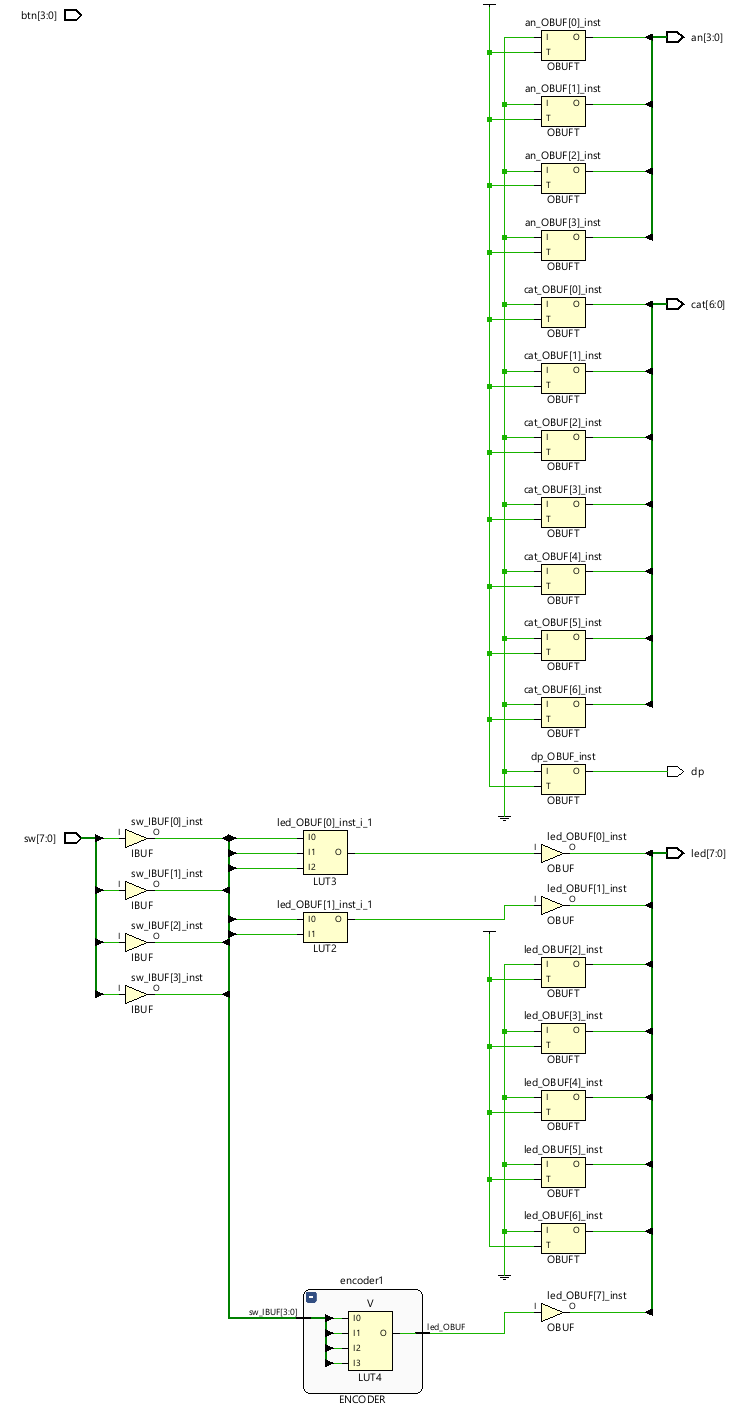 btn[3:0]
an_OBUF[0]_inst
I O
T
OBUFT
an[3:0]
an_OBUF[1]_inst
I O
T
OBUFT
an_OBUF[2]_inst
I O
T
OBUFT
an_OBUF[3]_inst
I O
T
OBUFT
cat_OBUF[0]_inst
I O
T
OBUFT
cat[6:0]
cat_OBUF[1]_inst
I O
T
OBUFT
cat_OBUF[2]_inst
I O
T
OBUFT
cat_OBUF[3]_inst
I O
T
OBUFT
cat_OBUF[4]_inst
I O
T
OBUFT
cat_OBUF[5]_inst
I O
T
OBUFT
cat_OBUF[6]_inst
I O
T
OBUFT
dp_OBUF_inst
I O
T
OBUFT
dp
sw[7:0]
sw_IBUF[0]_inst
I O
IBUF
sw_IBUF[1]_inst
I O
IBUF
sw_IBUF[2]_inst
I O
IBUF
sw_IBUF[3]_inst
I O
IBUF
led_OBUF[0]_inst_i_1
I0
I1 O
I2
LUT3
led_OBUF[1]_inst_i_1
I0 O
I1
LUT2
led_OBUF[0]_inst
I O
OBUF
led[7:0]
led_OBUF[1]_inst
I O
OBUF
led_OBUF[2]_inst
I O
T
OBUFT
led_OBUF[3]_inst
I O
T
OBUFT
led_OBUF[4]_inst
I O
T
OBUFT
led_OBUF[5]_inst
I O
T
OBUFT
led_OBUF[6]_inst
I O
T
OBUFT
encoder1
sw_IBUF[3:0]
V
I0
I1 O
I2
I3
LUT4
ENCODER
led_OBUF
led_OBUF[7]_inst
I O
OBUF